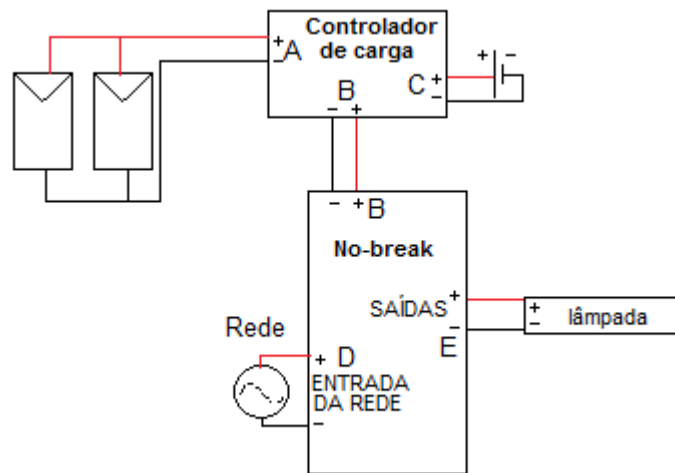 Controlador
de carga
+ A
-
B
- +
C +
-
+ -
- + B
No-break
SAÍDAS +
-
E
+
-
lâmpada
Rede
+ D
ENTRADA
DA REDE
-